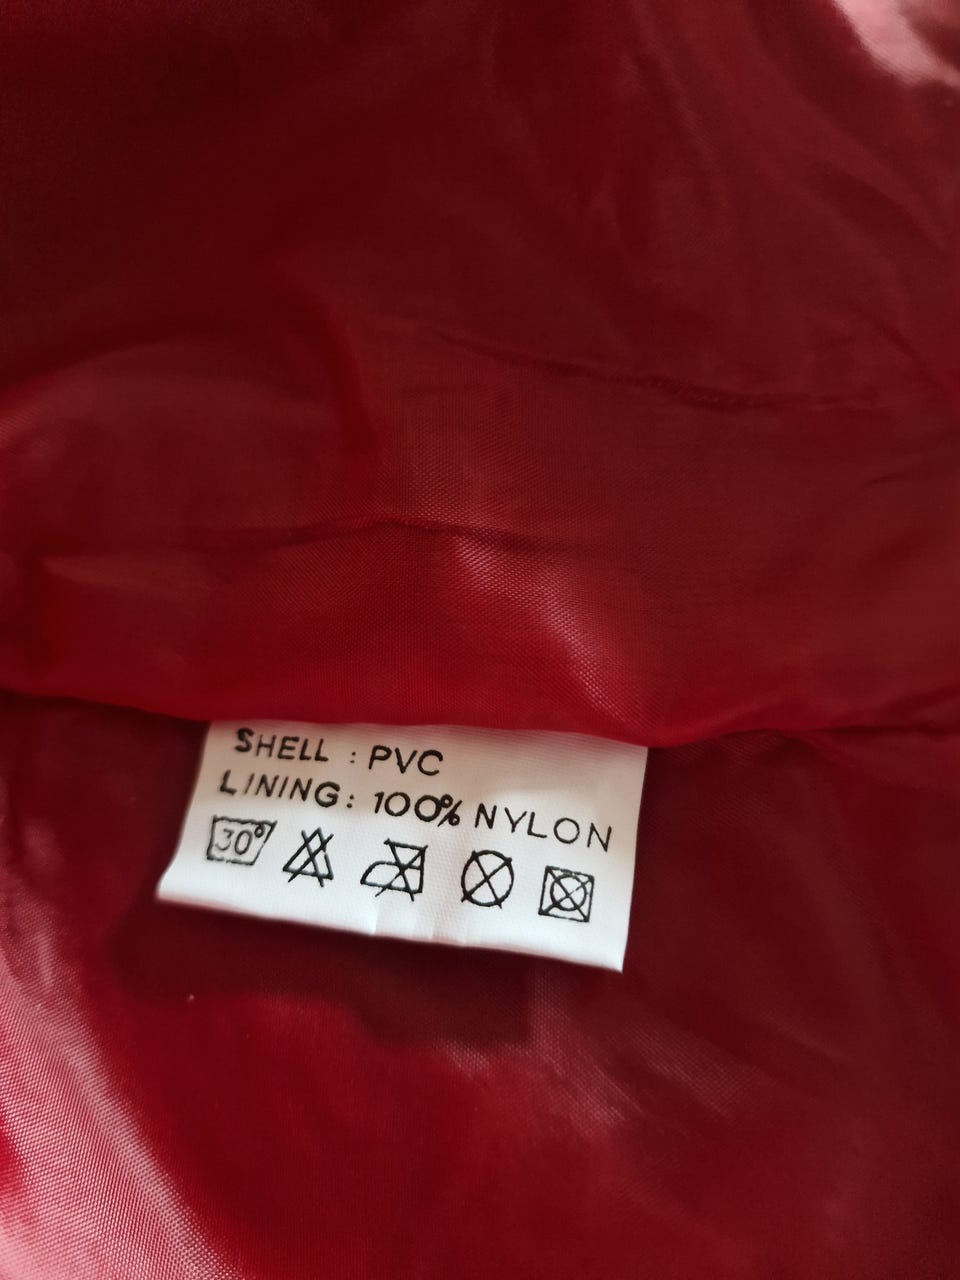 SHELL : PVC
LINING: 100% NYLON
30°